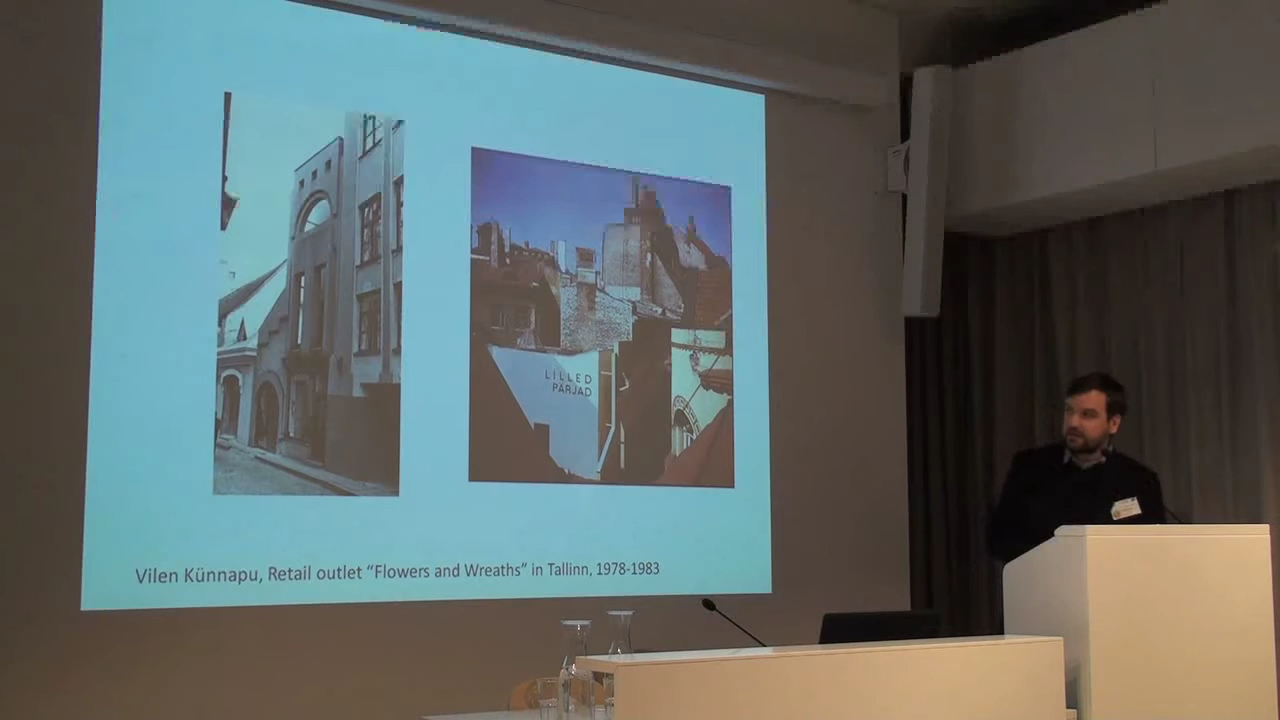 LILLED
PÄRJAD
Vilen Künnapu, Retail outlet “Flowers and Wreaths” in Tallinn, 1978-1983